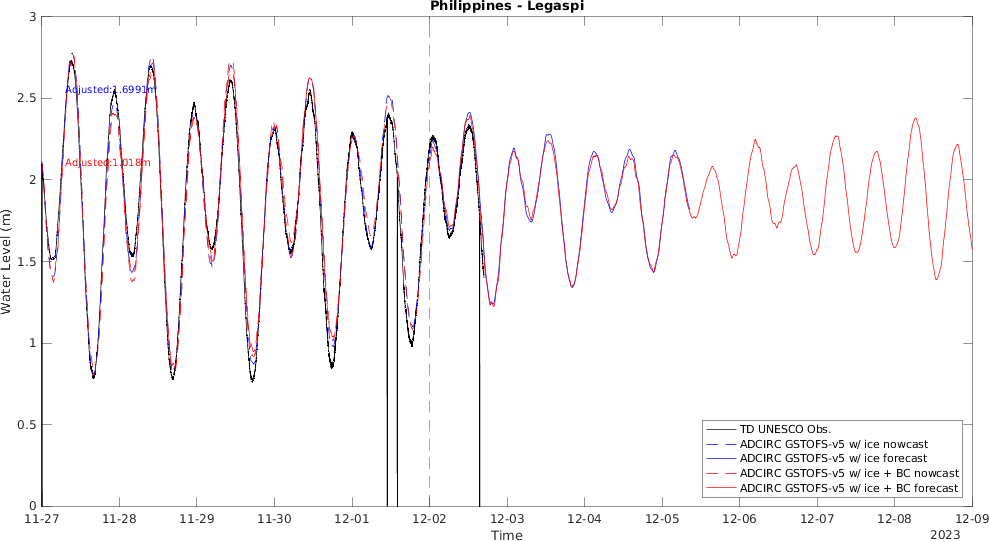 Philippines - Legaspi
3
2.5
2
1.5
1
0.5
0
Water Level (m)
Adjusted:1.6991m
Adjusted:1.018m
TD UNESCO Obs.
ADCIRC GSTOFS-v5 w/ ice nowcast
ADCIRC GSTOFS-v5 w/ ice forecast
ADCIRC GSTOFS-v5 w/ ice + BC nowcast
ADCIRC GSTOFS-v5 w/ ice + BC forecast
11-27 11-28 11-29 11-30 12-01 12-02 12-03 12-04 12-05 12-06 12-07 12-08 12-09
Time
2023